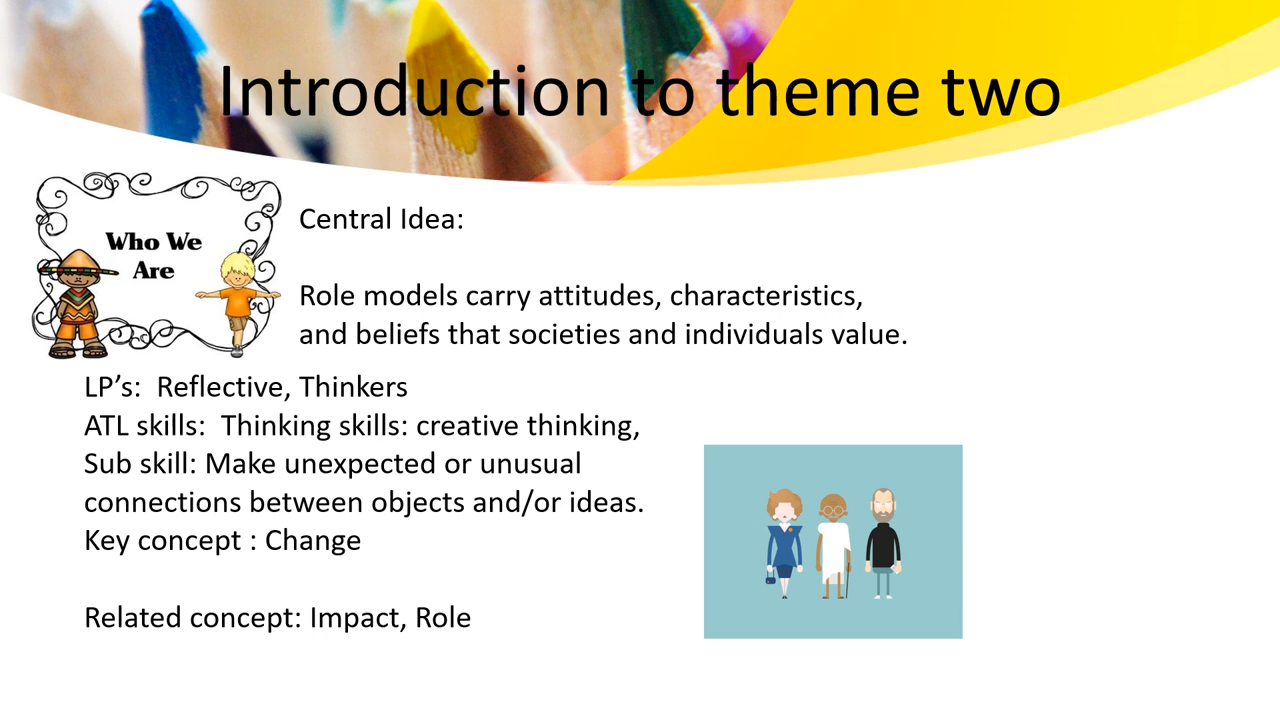 Introduction to theme two
Who We
Are
Central Idea:
Role models carry attitudes, characteristics,
and beliefs that societies and individuals value.
LP’s:  Reflective, Thinkers
ATL skills:  Thinking skills: creative thinking,
Sub skill: Make unexpected or unusual
connections between objects and/or ideas.
Key concept : Change
Related concept: Impact, Role